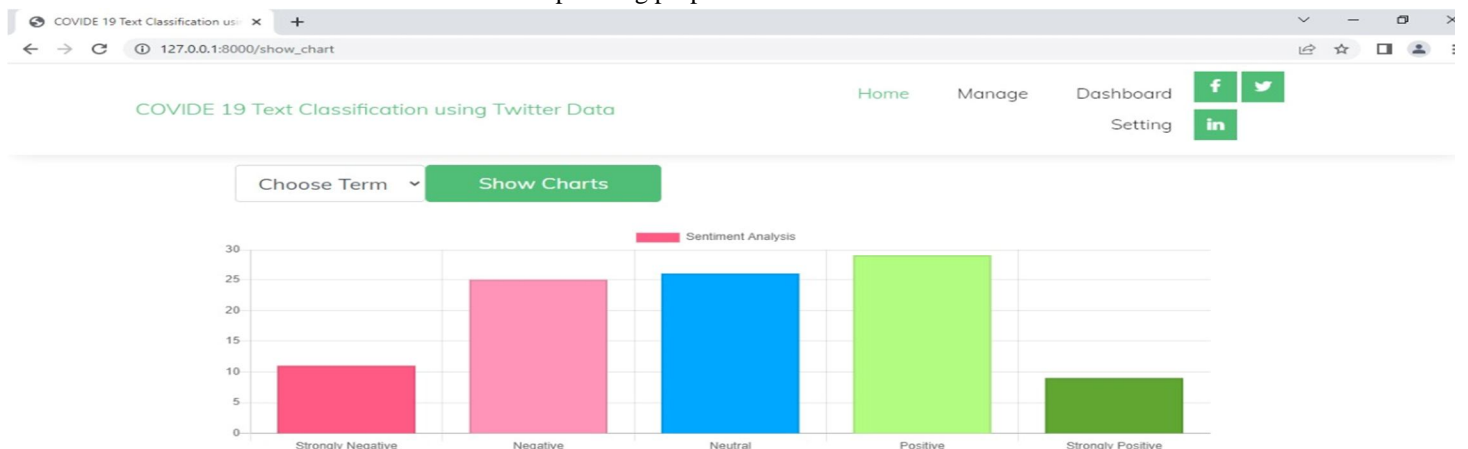 COVIDE 19 Text Classification usi
127.0.0.1:8000/show_chart
COVIDE 19 Text Classification using Twitter Data
Home Manage Dashboard
Setting
Choose Term Show Charts
Sentiment Analysis
30
25
20
15
10
5
0
Strongly Negative Negative Neutral Positive Strongly Positive